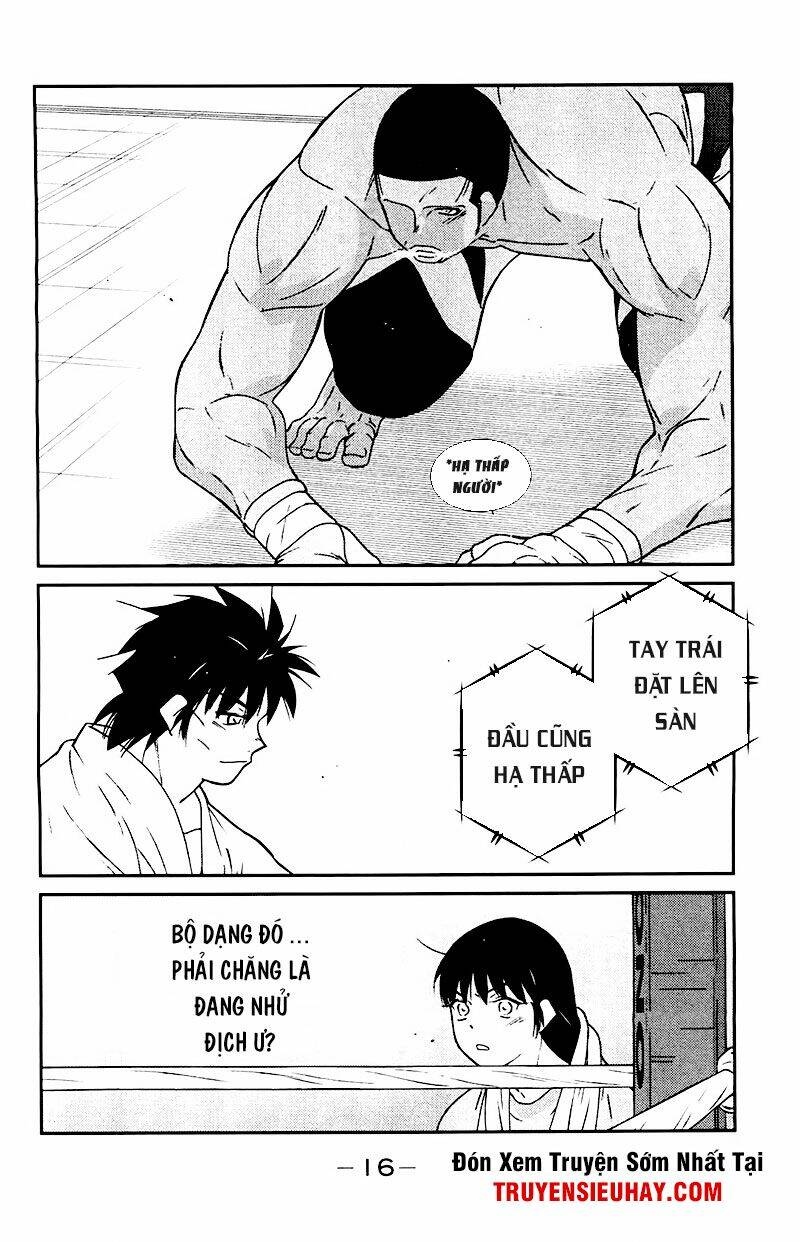 *HẠ THẤP
NGƯỜI*
TAY TRÁI
ĐẶT LÊN
SÀN
ĐẦU CŨNG
HẠ THẤP
BỘ DẠNG ĐÓ ...
PHẢI CHĂNG LÀ
ĐANG NHỬ
ĐỊCH Ư?
-16-
Đón Xem Truyện Sớm Nhất Tại
TRUYENSIEUHAY.COM